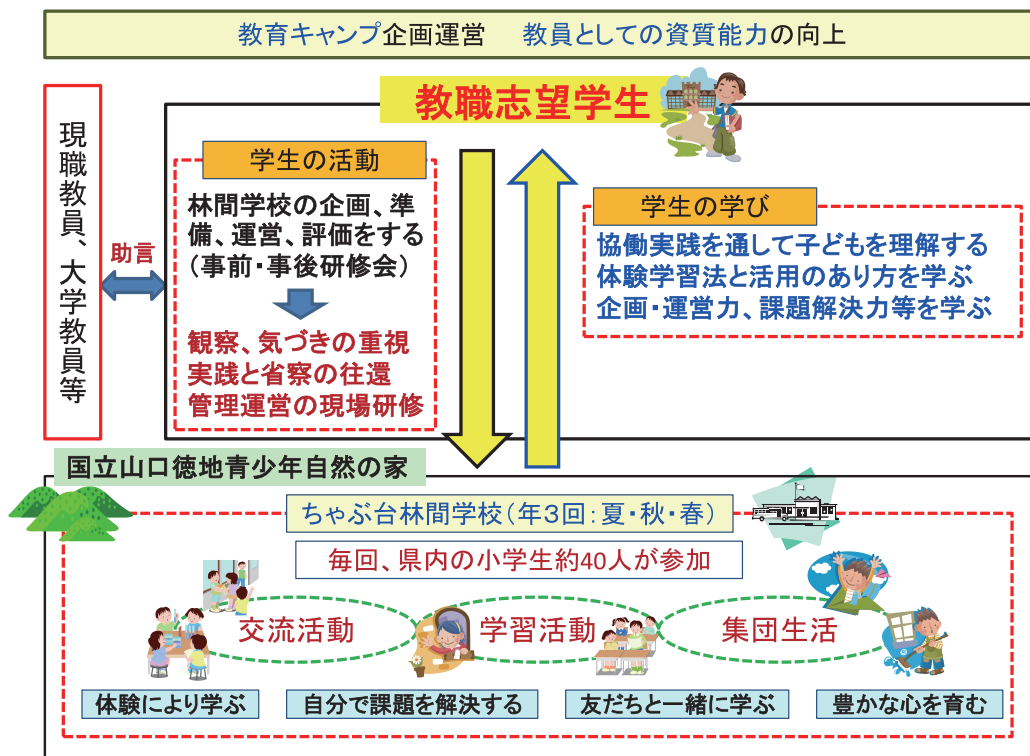 教育キャンプ企画運営　教員としての資質能力の向上
教職志望学生
現職教員、大学教員等
助言
学生の活動
林間学校の企画、準
備、運営、評価をする
（事前・事後研修会）
観察、気づきの重視
実践と省察の往還
管理運営の現場研修
学生の学び
協働実践を通して子どもを理解する
体験学習法と活用のあり方を学ぶ
企画・運営力、課題解決力等を学ぶ
国立山口徳地青少年自然の家
ちゃぶ台林間学校（年３回：夏・秋・春）
毎回、県内の小学生約40人が参加
交流活動
学習活動
集団生活
体験により学ぶ
自分で課題を解決する
友だちと一緒に学ぶ
豊かな心を育む